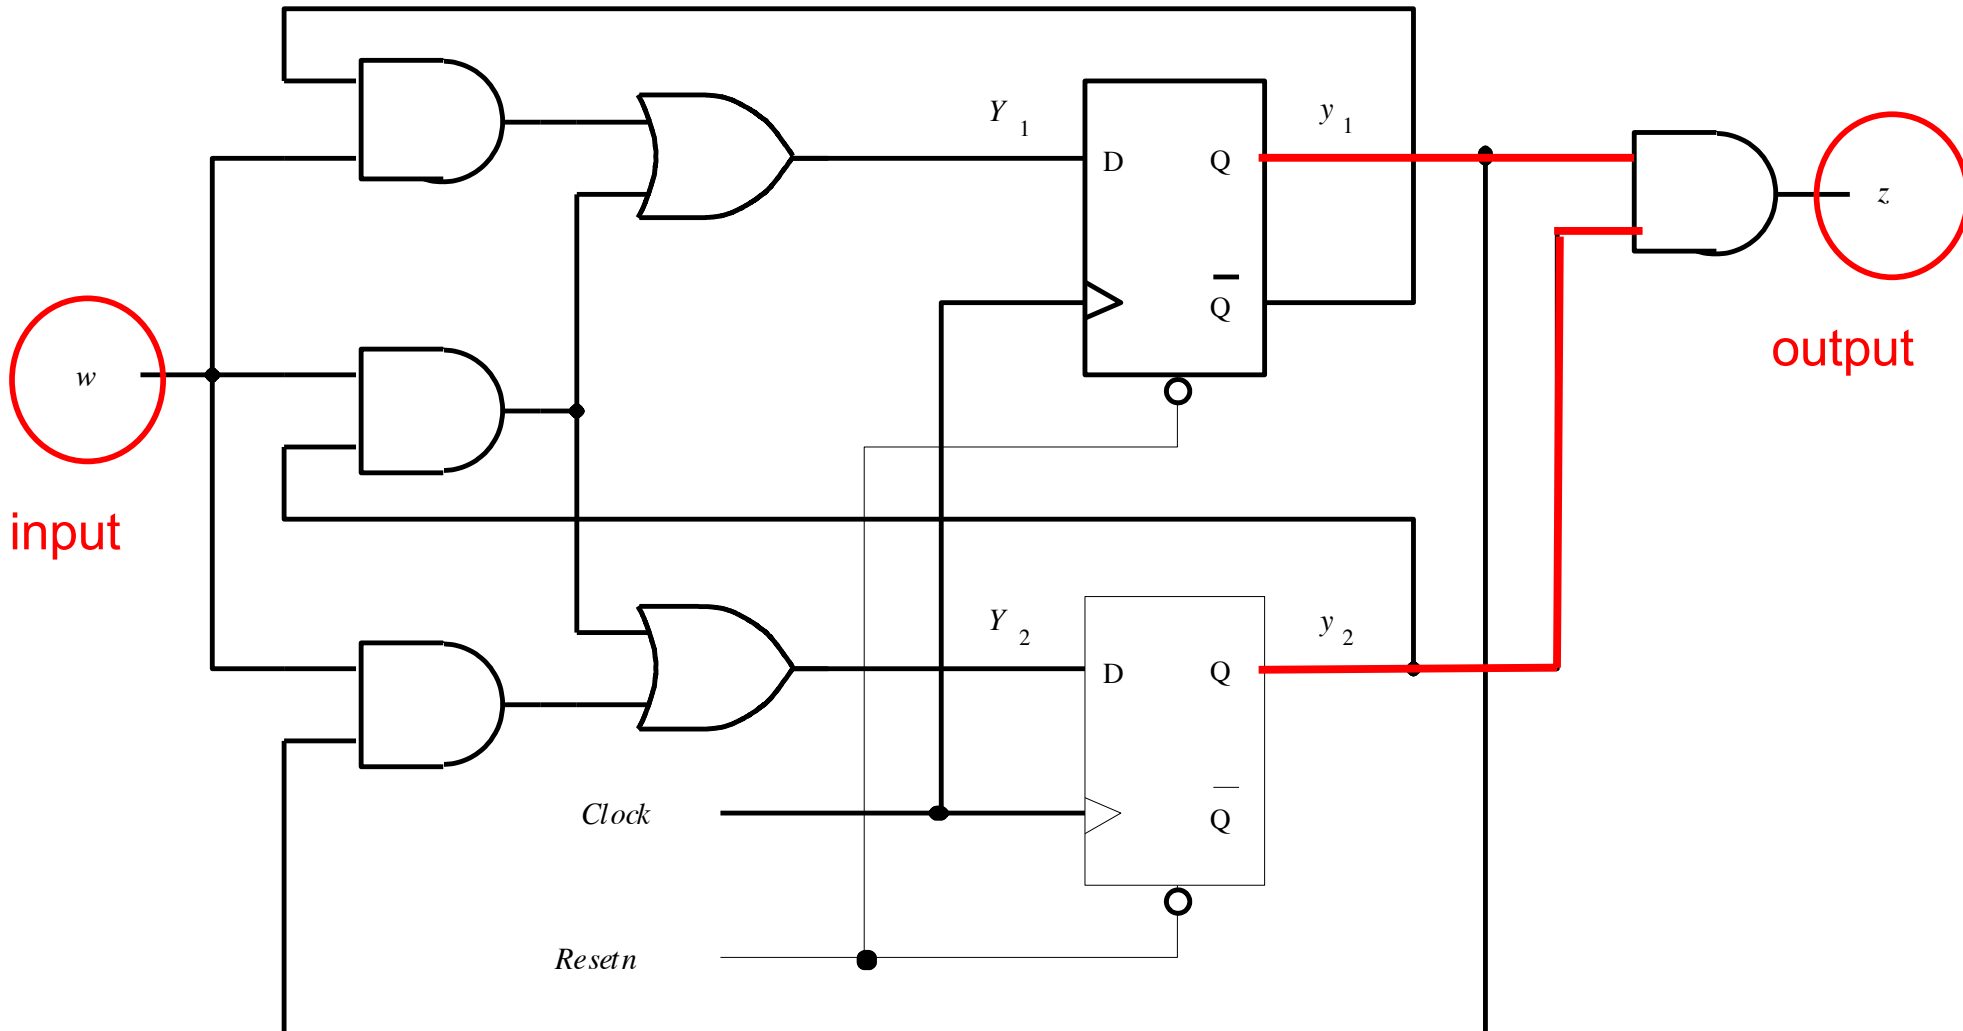 Y 1
y 1
D
Q
z
Q
output
w
input
Y 2
y 2
D
Q
Clock
Q
Resetn